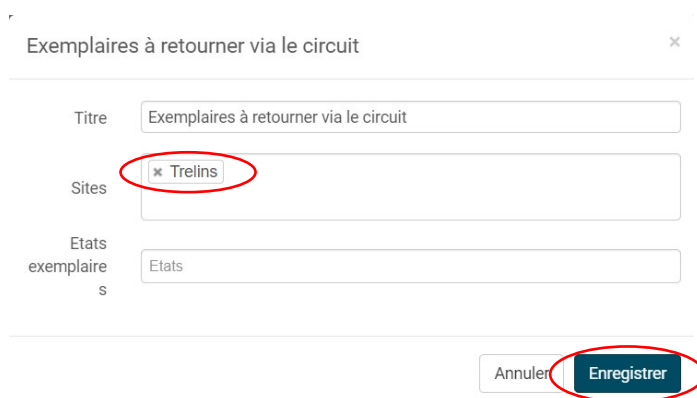 Exemplaires à retourner via le circuit ×
Titre Exemplaires à retourner via le circuit
Sites × Trelins
Etats
exemplaire
s
Etats
Annuler Enregistrer